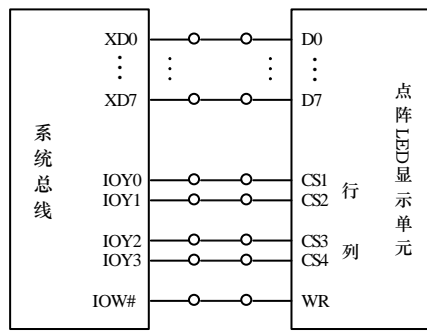 系统总线
XD0
XD7
IOY0
IOY1
IOY2
IOY3
IOW#
D0
D7
CS1
CS2
CS3
CS4
WR
行
列
点阵LED显示单元